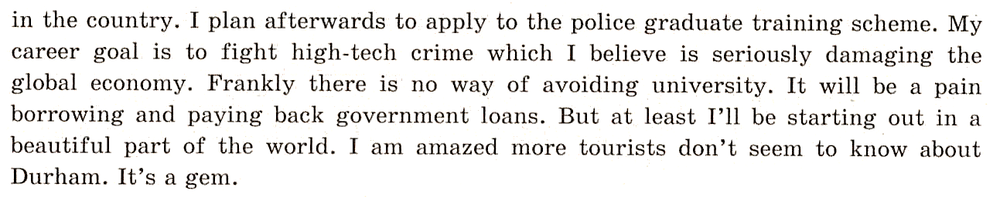 in the country. I plan afterwards to apply to the police graduate training scheme. My
career goal is to fight high-tech crime which I believe is seriously damaging the
global economy. Frankly there is no way of avoiding university. It will be a pain
borrowing and paying back government loans. But at least I’ll be starting out in a
beautiful part of the world. I am amazed more tourists don’t seem to know about
Durham. It’s a gem.